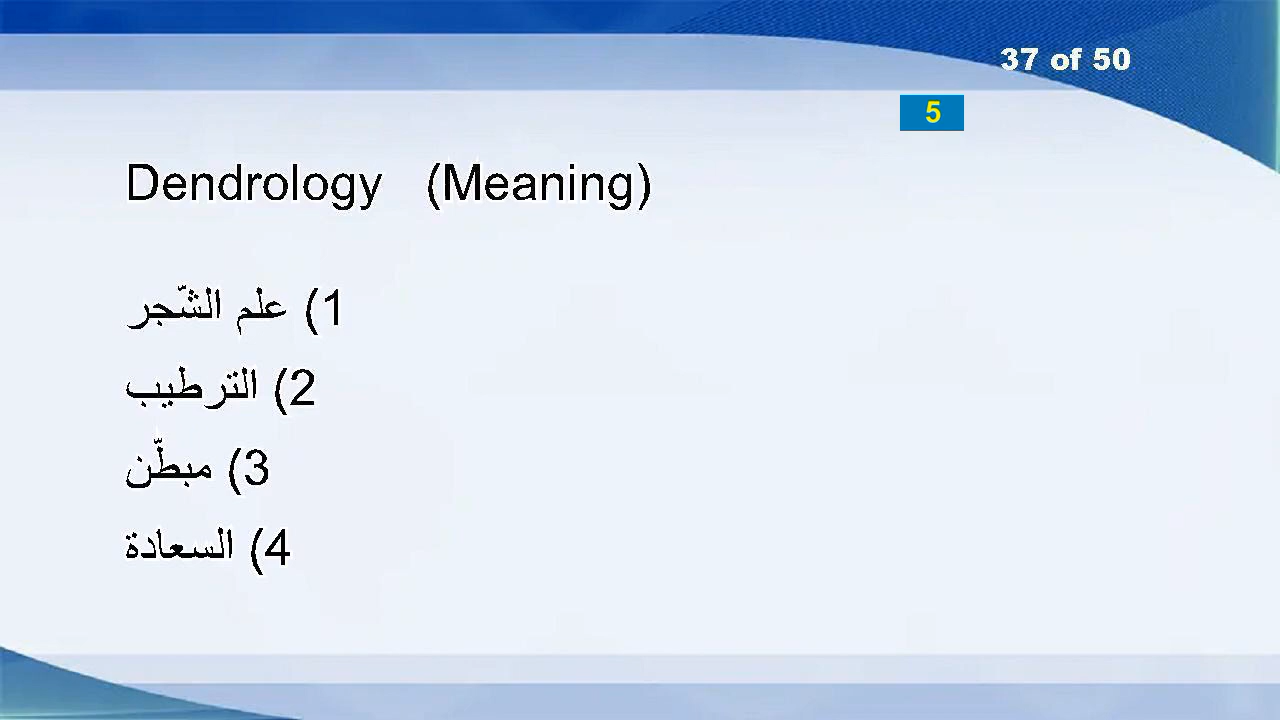 37 of 50
5
Dendrology (Meaning)
1) علم الشّجر
2) الترطيب
3) مبطّن
4) السعادة